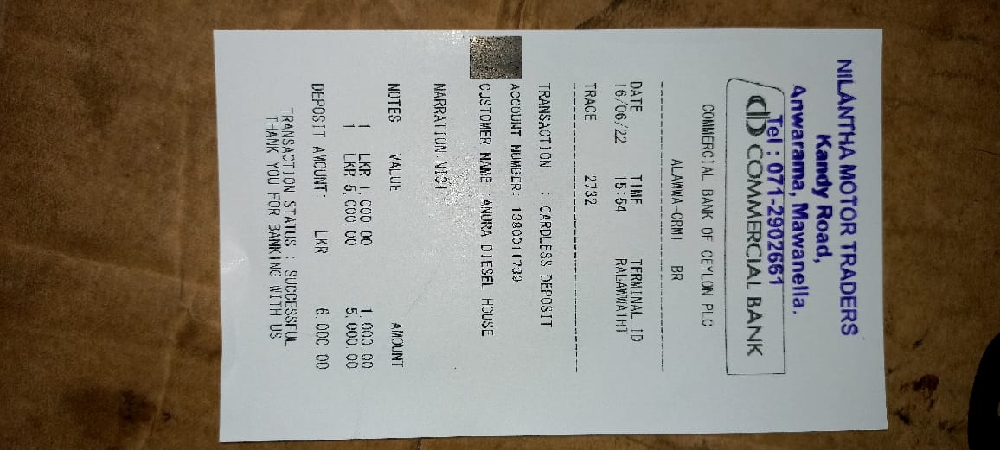 NILANTHA MOTOR TRADERS
Kandy Road,
Anwarama, Mawanella.
Tel : 071-2902661
COMMERCIAL BANK
COMMERCIAL BANK OF CEYLON PLC
ALAWWA-CRM1 BR
DATE TIME TERMINAL ID
16/06/22 15:54
TRACE 2732
TRANSACTION : CARDLESS DEPOSIT
ACCOUNT NUMBER:
CUSTOMER NAME :ANURA DIESEL HOUSE
NARRATION
NOTES VALUE AMOUNT
1 LKR 1,000.00 1,000.00
1 LKR 5,000.00 5,000.00
DEPOSIT AMOUNT: LKR 6,000.00
TRANSACTION STATUS : SUCCESSFUL
THANK YOU FOR BANKING WITH US